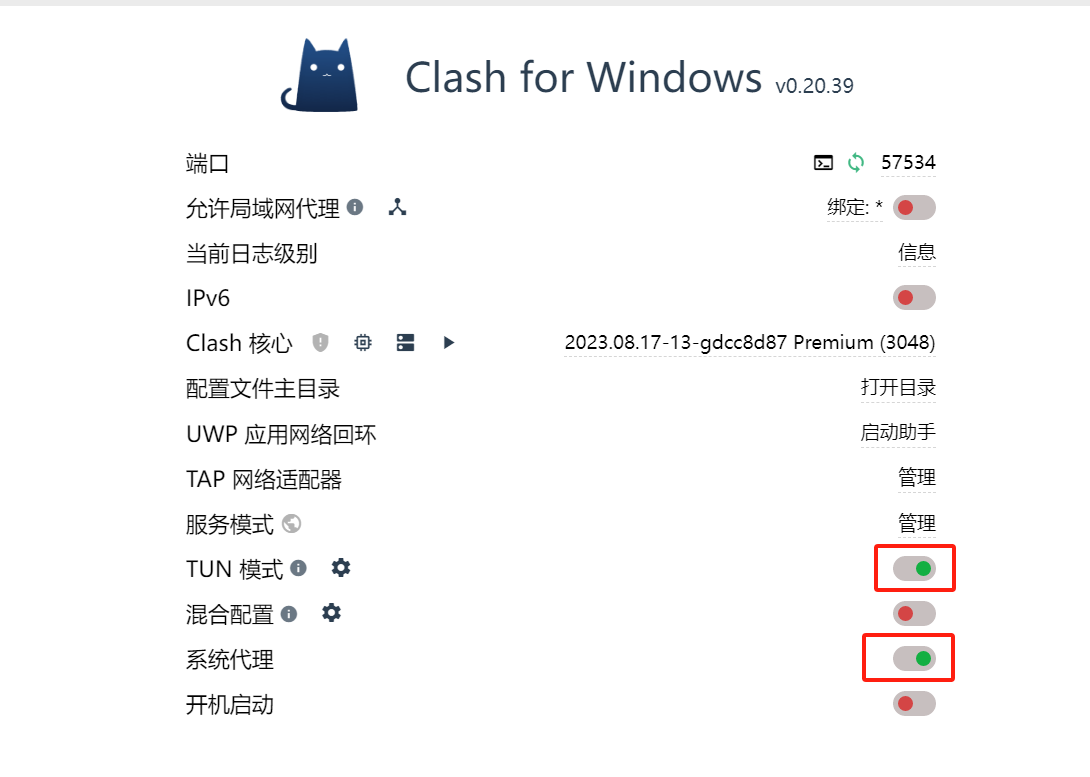 Clash for Windows v0.20.39
端口 57534
允许局域网代理 绑定: *
当前日志级别 信息
IPv6
Clash 核心 2023.08.17-13-gdcc8d87 Premium (3048)
配置文件主目录 打开目录
UWP 应用网络回环 启动助手
TAP 网络适配器 管理
服务模式 管理
TUN 模式
混合配置
系统代理
开机启动